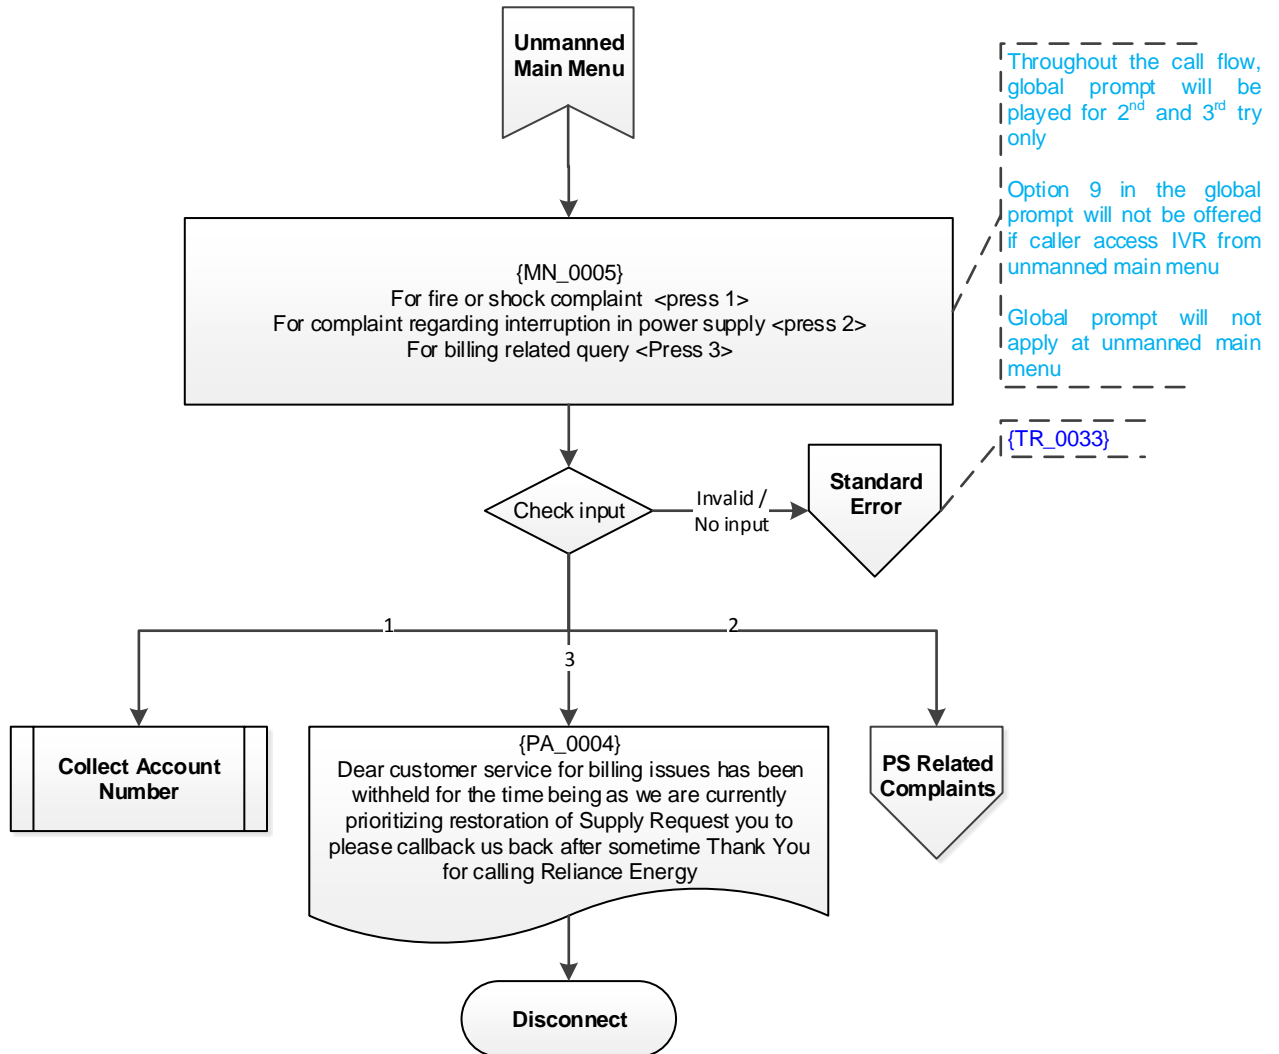 Unmanned
Main Menu
Throughout the call flow,
global prompt will be
played for 2nd and 3rd try
only
Option 9 in the global
prompt will not be offered
if caller access IVR from
unmanned main menu
Global prompt will not
apply at unmanned main
menu
{MN_0005}
For fire or shock complaint <press 1>
For complaint regarding interruption in power supply <press 2>
For billing related query <Press 3>
{TR_0033}
Check input
Invalid /
No input
Standard
Error
1
2
3
Collect Account
Number
{PA_0004}
Dear customer service for billing issues has been
withheld for the time being as we are currently
prioritizing restoration of Supply Request you to
please callback us back after sometime Thank You
for calling Reliance Energy
PS Related
Complaints
Disconnect